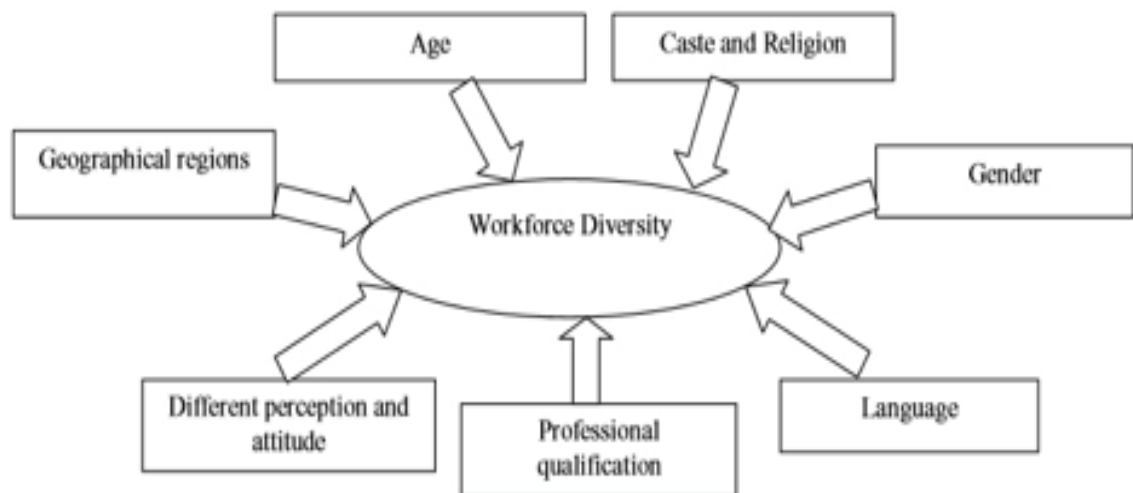 Age
Caste and Religion
Geographical regions
Gender
Workforce Diversity
Different perception and
attitude
Professional
qualification
Language